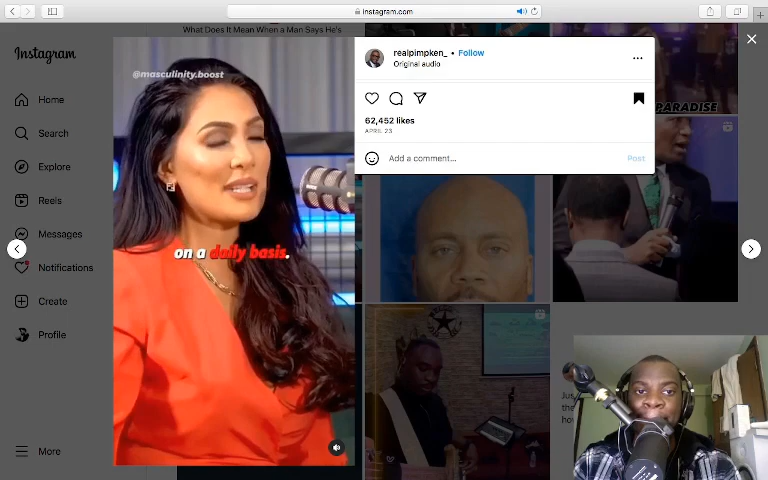 instagram.com
What Does It Mean When a Man Says He's
Instagram
Home
Search
Explore
Reels
Messages
Notifications
Create
Profile
More
@masculinity.boost
on a daily basis.
realpimpken_ • Follow
Original audio
62,452 likes
APRIL 23
Add a comment...
Post
PARADISE